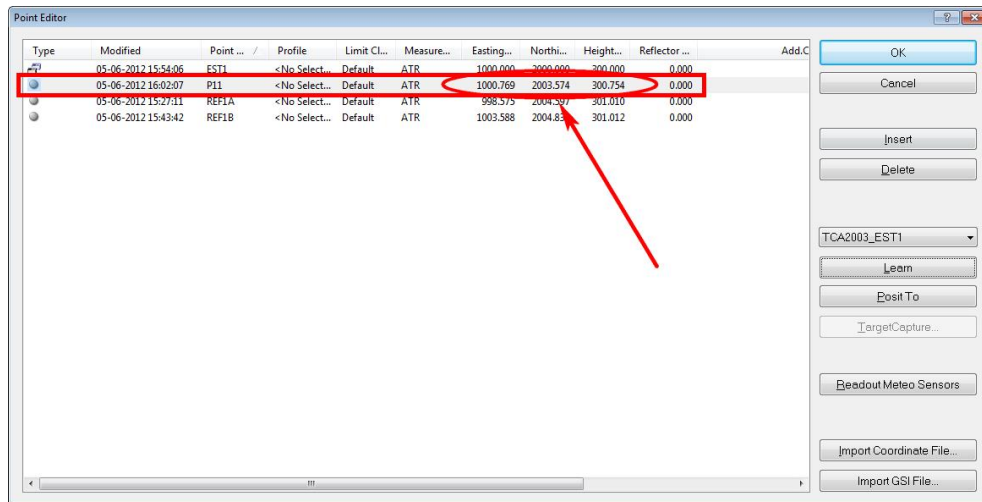 Point Editor
Type Modified Point ... / Profile Limit Cl... Measure... Easting... Northi... Height... Reflector ... Add.C
05-06-2012 15:54:06 EST1 <No Select... Default ATR 1000.000 2000.000 300.000 0.000
05-06-2012 16:02:07 P11 <No Select... Default ATR 1000.769 2003.574 300.754 0.000
05-06-2012 15:27:11 REF1A <No Select... Default ATR 998.575 2004.597 301.010 0.000
05-06-2012 15:43:42 REF1B <No Select... Default ATR 1003.588 301.012 0.000
OK
Cancel
Insert
Delete
TCA2003_EST1
Learn
Posit To
TargetCapture...
Readout Meteo Sensors
Import Coordinate File...
Import GSI File...